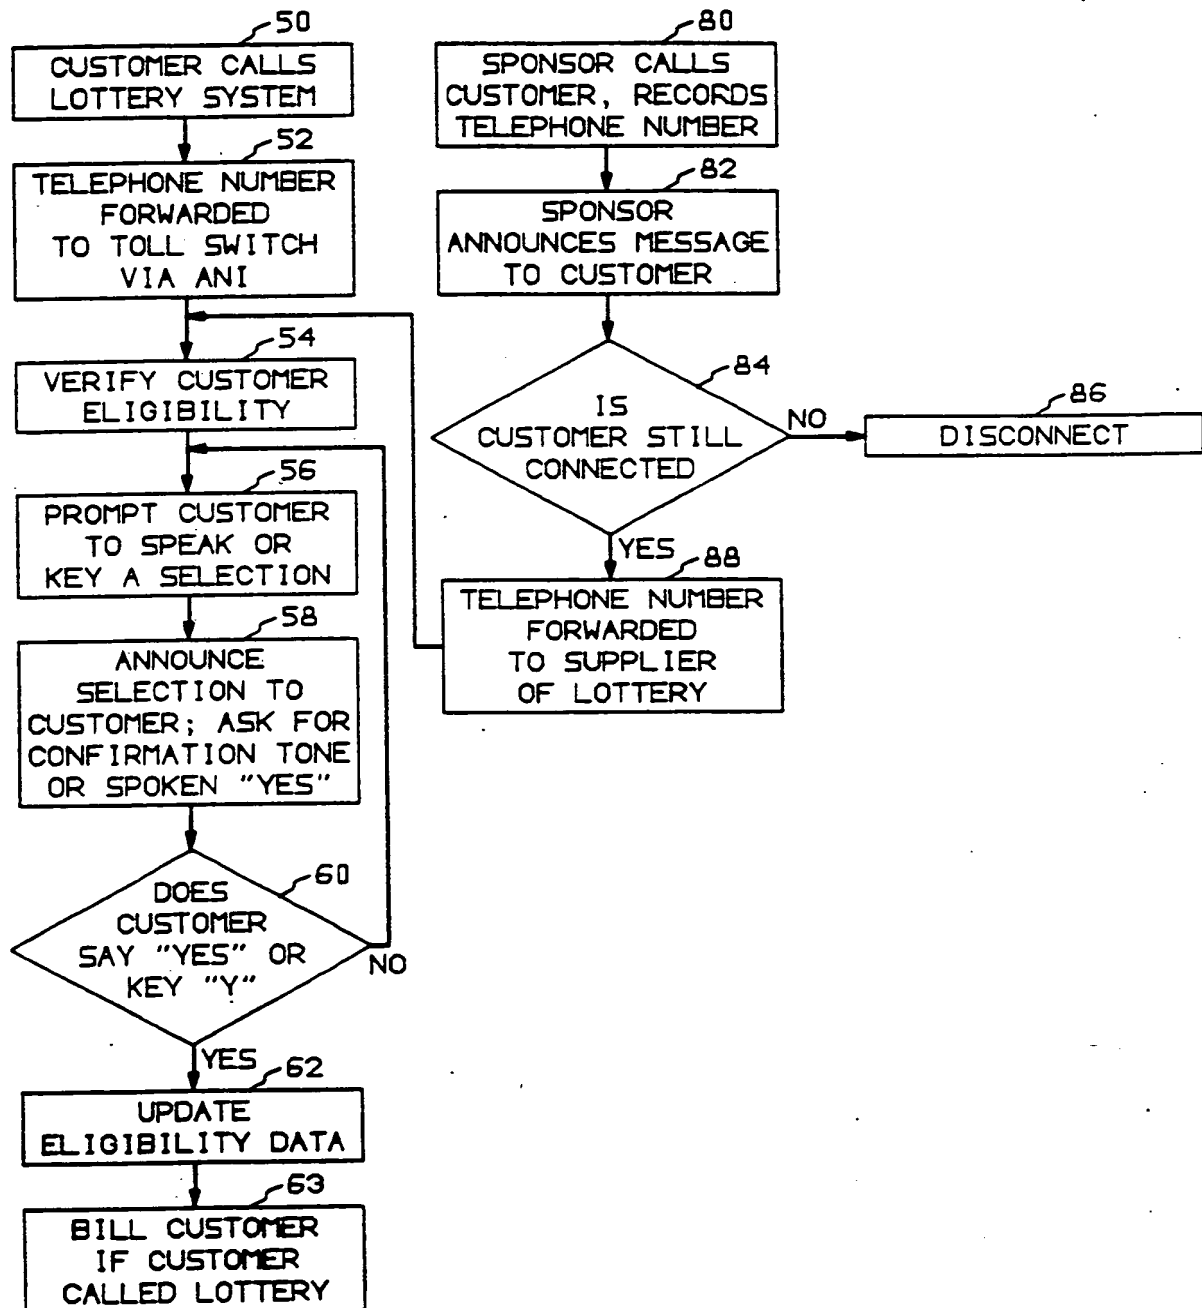 50
CUSTOMER CALLS
LOTTERY SYSTEM
52
TELEPHONE NUMBER
FORWARDED
TO TOLL SWITCH
VIA ANI
54
VERIFY CUSTOMER
ELIGIBILITY
56
PROMPT CUSTOMER
TO SPEAK OR
KEY A SELECTION
58
ANNOUNCE
SELECTION TO
CUSTOMER; ASK FOR
CONFIRMATION TONE
OR SPOKEN "YES"
60
DOES
CUSTOMER
SAY "YES" OR
KEY "Y"
NO
YES
62
UPDATE
ELIGIBILITY DATA
63
BILL CUSTOMER
IF CUSTOMER
CALLED LOTTERY
80
SPONSOR CALLS
CUSTOMER, RECORDS
TELEPHONE NUMBER
82
SPONSOR
ANNOUNCES MESSAGE
TO CUSTOMER
84
IS
CUSTOMER STILL
CONNECTED
NO
86
DISCONNECT
YES
88
TELEPHONE NUMBER
FORWARDED
TO SUPPLIER
OF LOTTERY